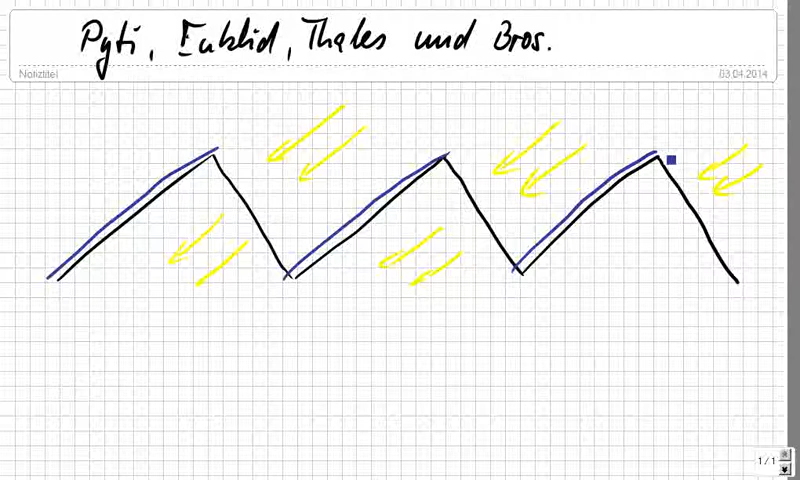 Pyti, Euklid, Thales und Bros.
Notiztitel
03.04.2014
1/1